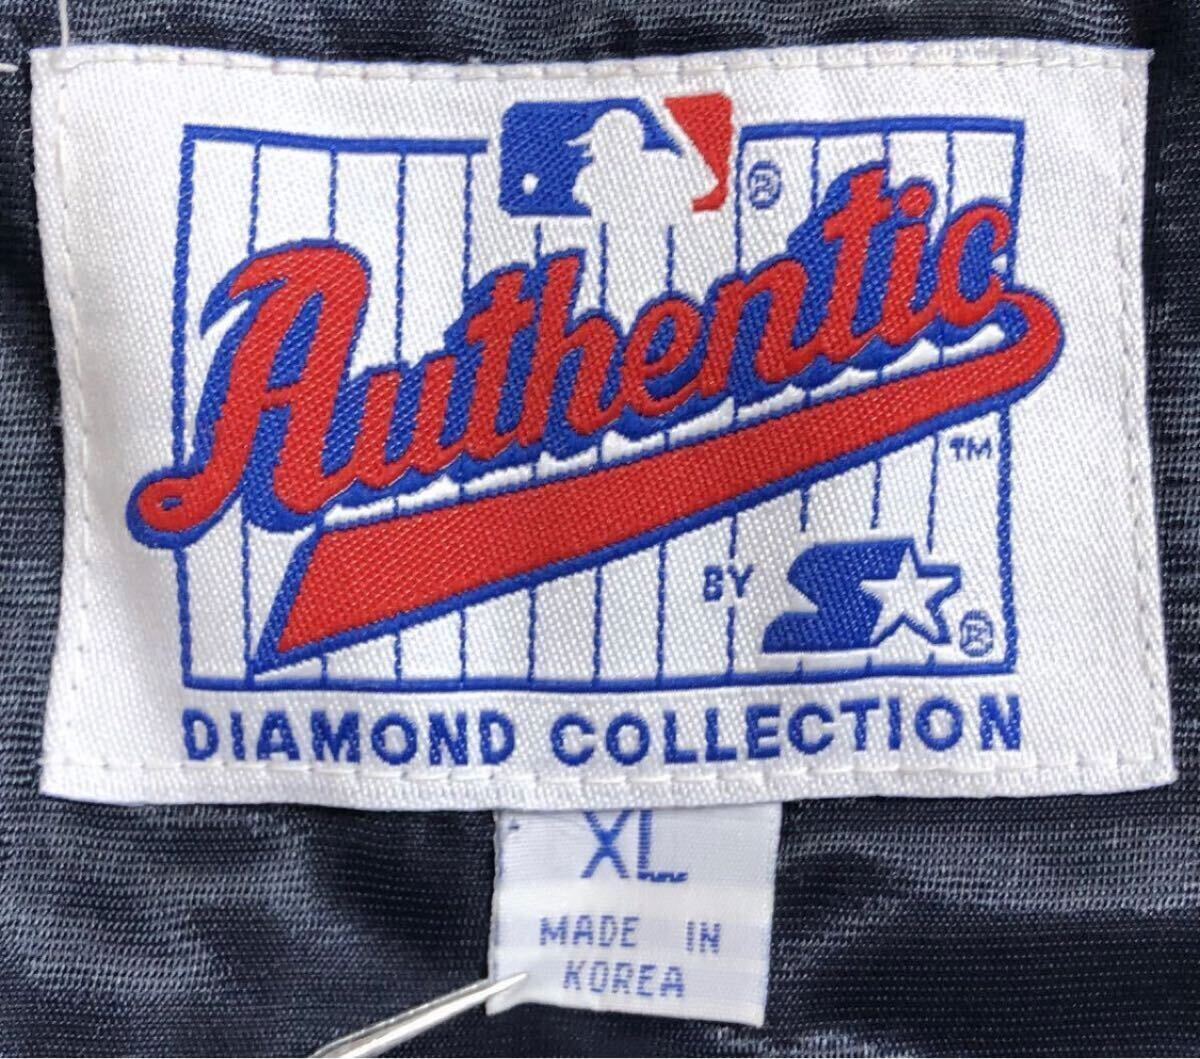 ®
Authentic
TM
BY
®
DIAMOND COLLECTION
XL
MADE IN
KOREA